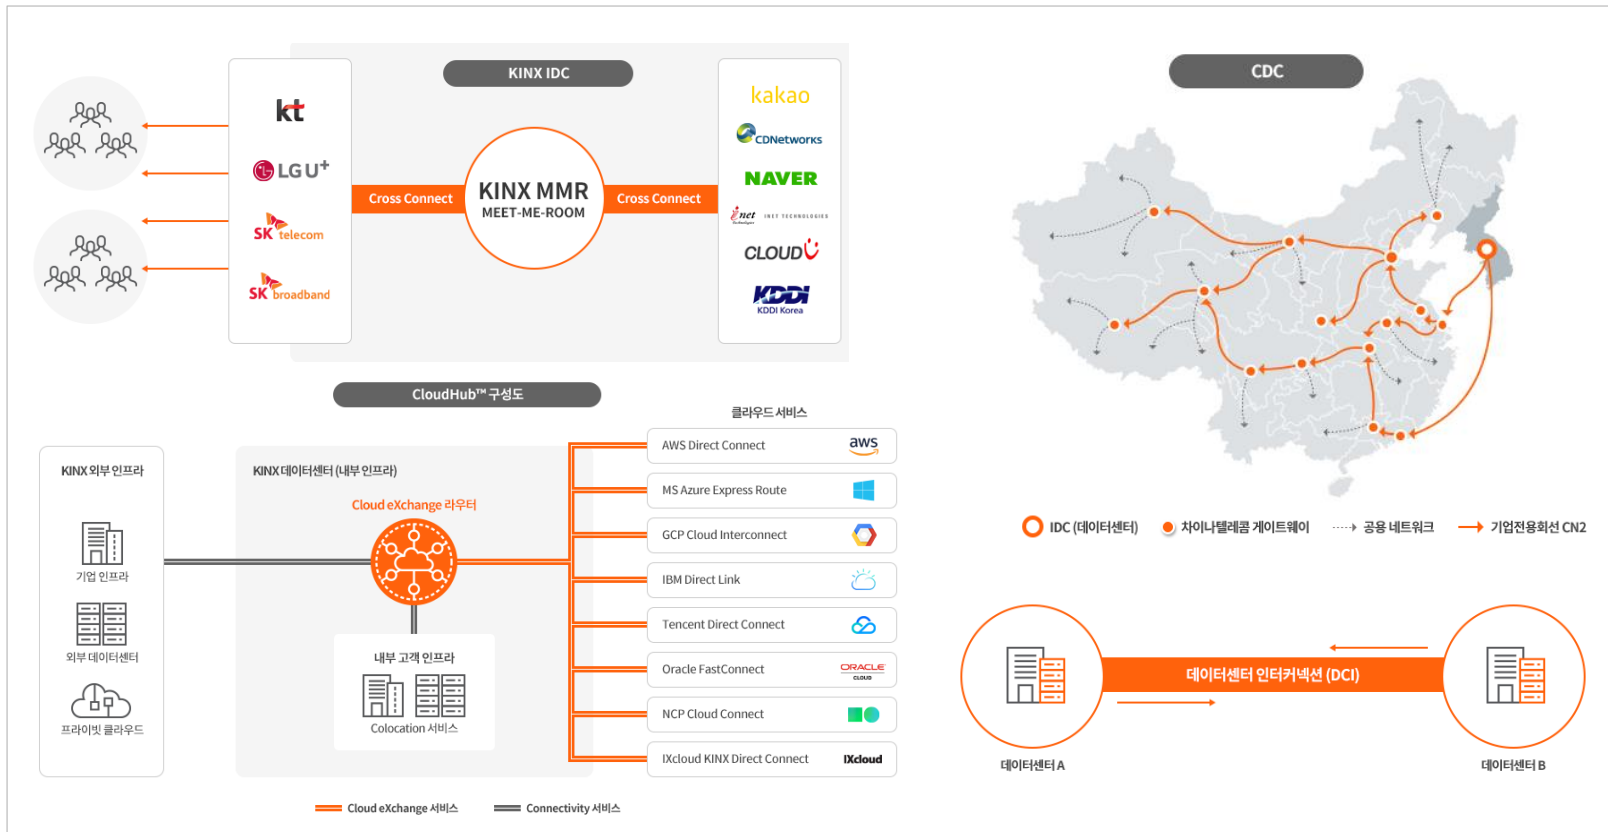 KINX IDC
kt
LG U+
SK telecom
SK broadband
Cross Connect
KINX MMR
MEET-ME-ROOM
Cross Connect
kakao
CDNetworks
NAVER
inet Technologies INET TECHNOLOGIES
CLOUD
KDDI
KDDI Korea
CloudHub™ 구성도
클라우드 서비스
KINX 외부 인프라
기업 인프라
외부 데이터센터
프라이빗 클라우드
KINX 데이터센터 (내부 인프라)
Cloud eXchange 라우터
내부 고객 인프라
Colocation 서비스
AWS Direct Connect aws
MS Azure Express Route
GCP Cloud Interconnect
IBM Direct Link
Tencent Direct Connect
Oracle FastConnect ORACLE CLOUD
NCP Cloud Connect
IXcloud KINX Direct Connect IXcloud
Cloud eXchange 서비스
Connectivity 서비스
CDC
IDC (데이터센터)
차이나텔레콤 게이트웨이
공용 네트워크
기업전용회선 CN2
데이터센터 인터커넥션 (DCI)
데이터센터 A
데이터센터 B